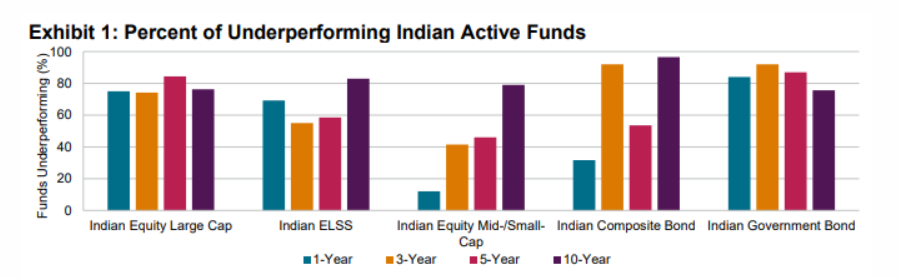 Exhibit 1: Percent of Underperforming Indian Active Funds
Funds Underperforming (%)
100
80
60
40
20
0
Indian Equity Large Cap
Indian ELSS
Indian Equity Mid-/Small-
Cap
Indian Composite Bond
Indian Government Bond
1-Year
3-Year
5-Year
10-Year